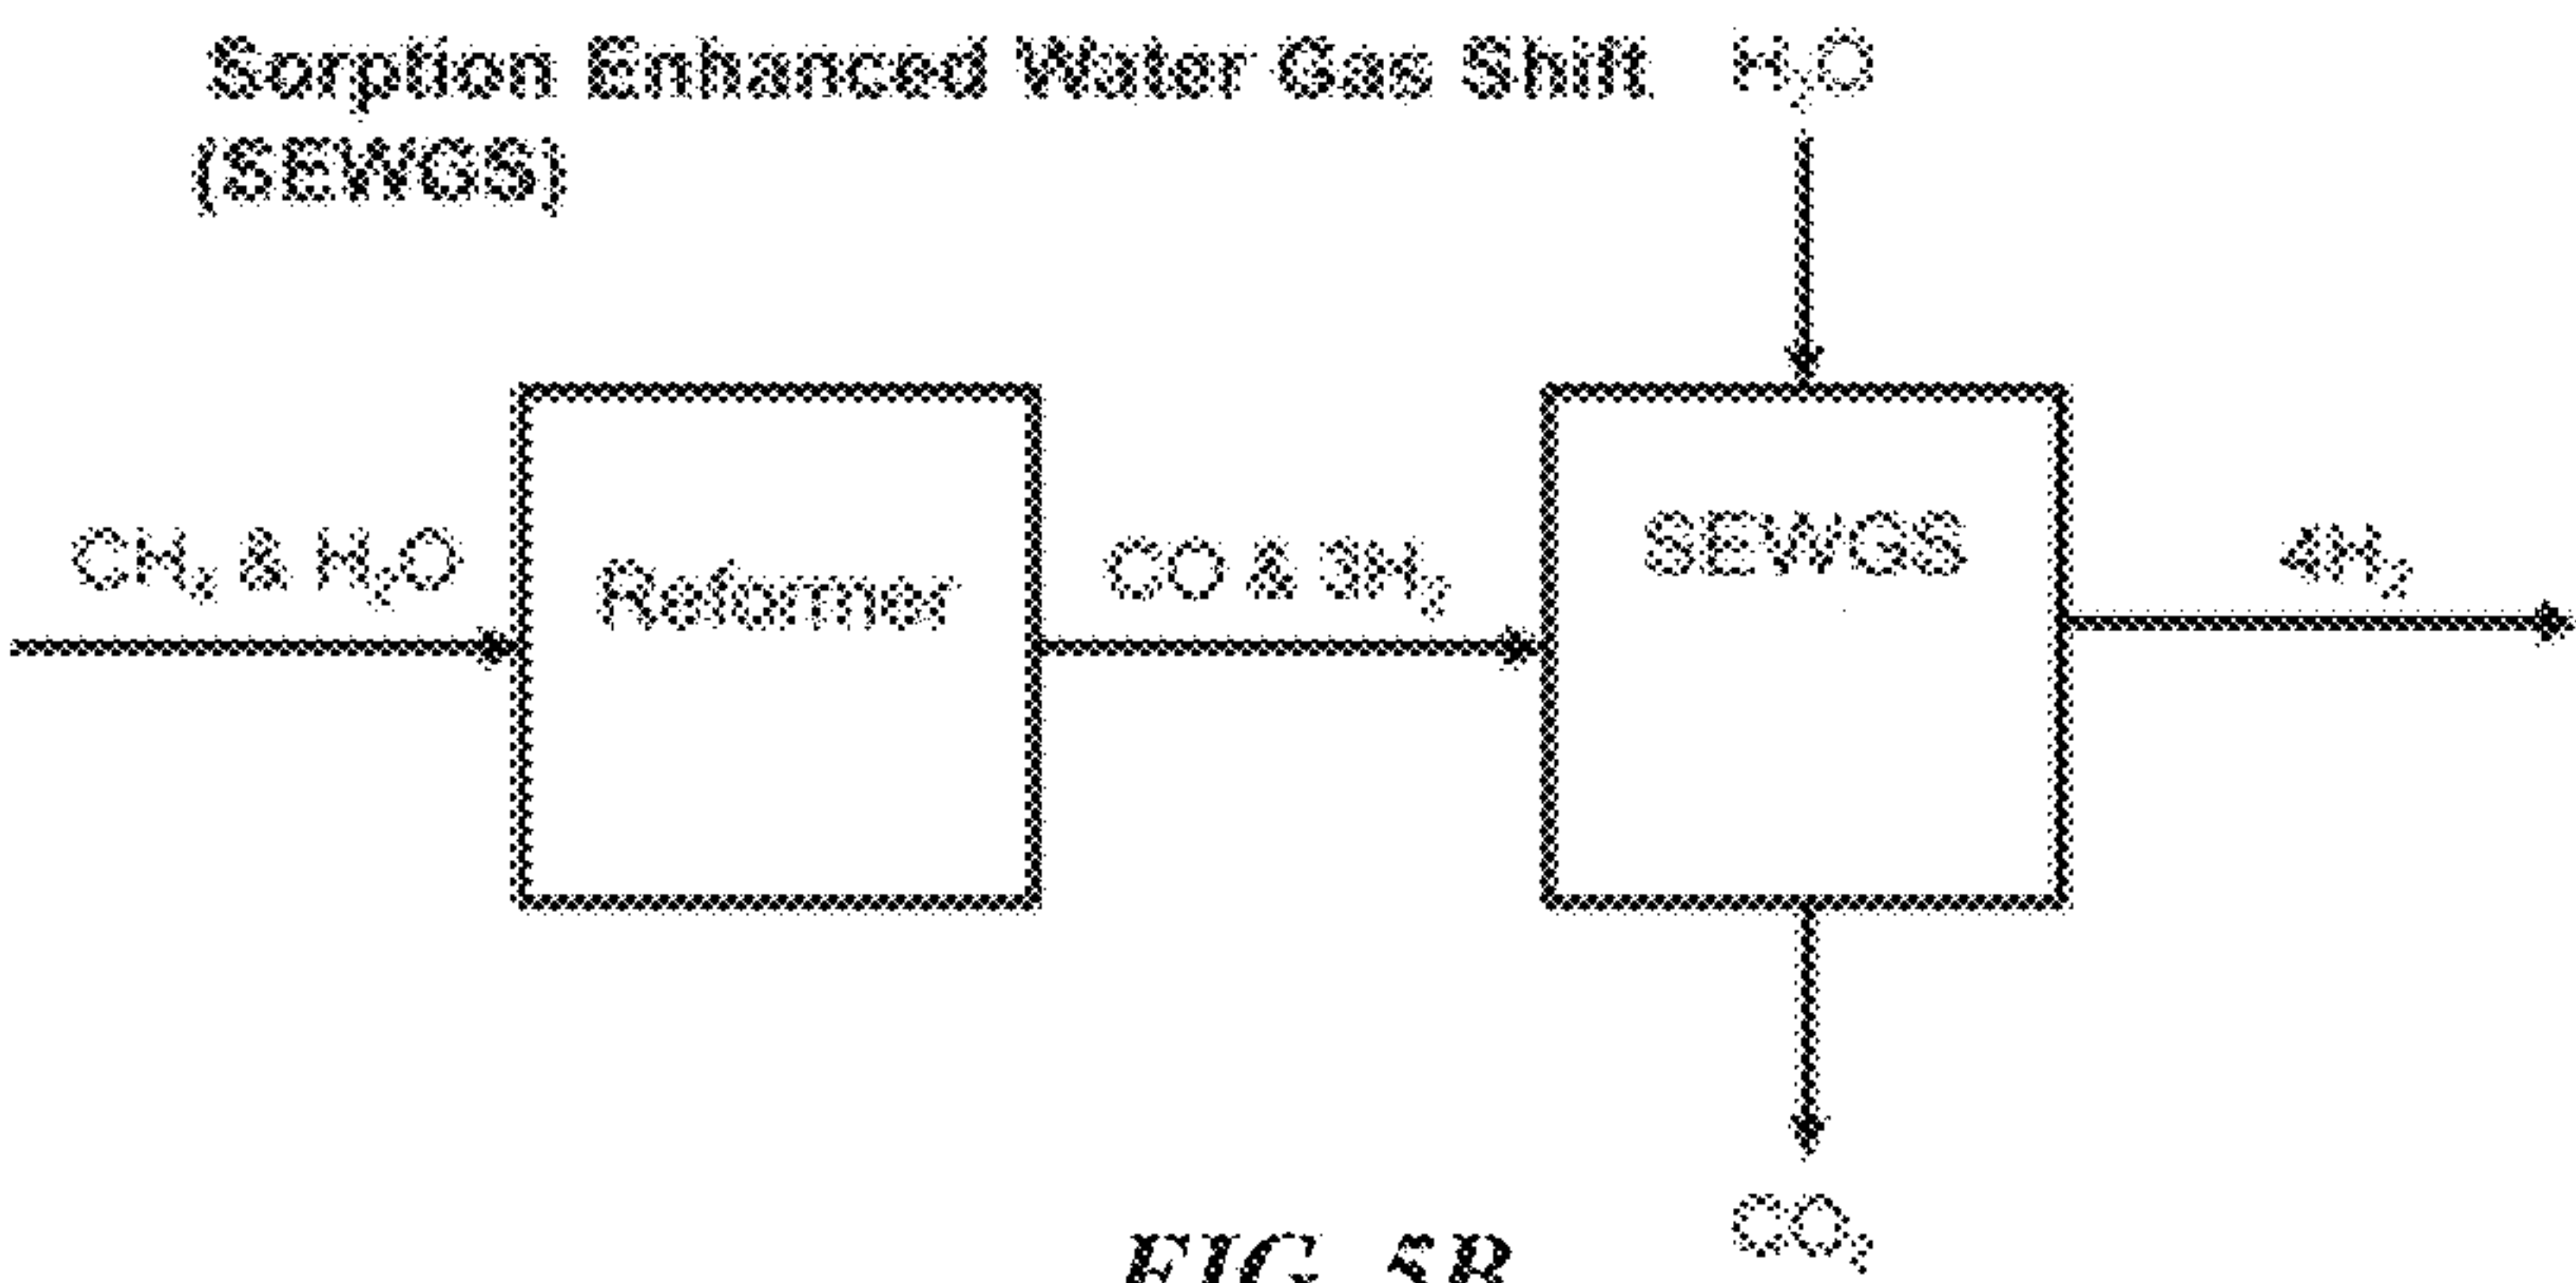 Sorption Enhanced Water Gas Shift
(SEWGS)
H₂O
CH₄ & H₂O
Reformer
CO & 3H₂
SEWGS
4H₂
CO₂
FIG. 5B